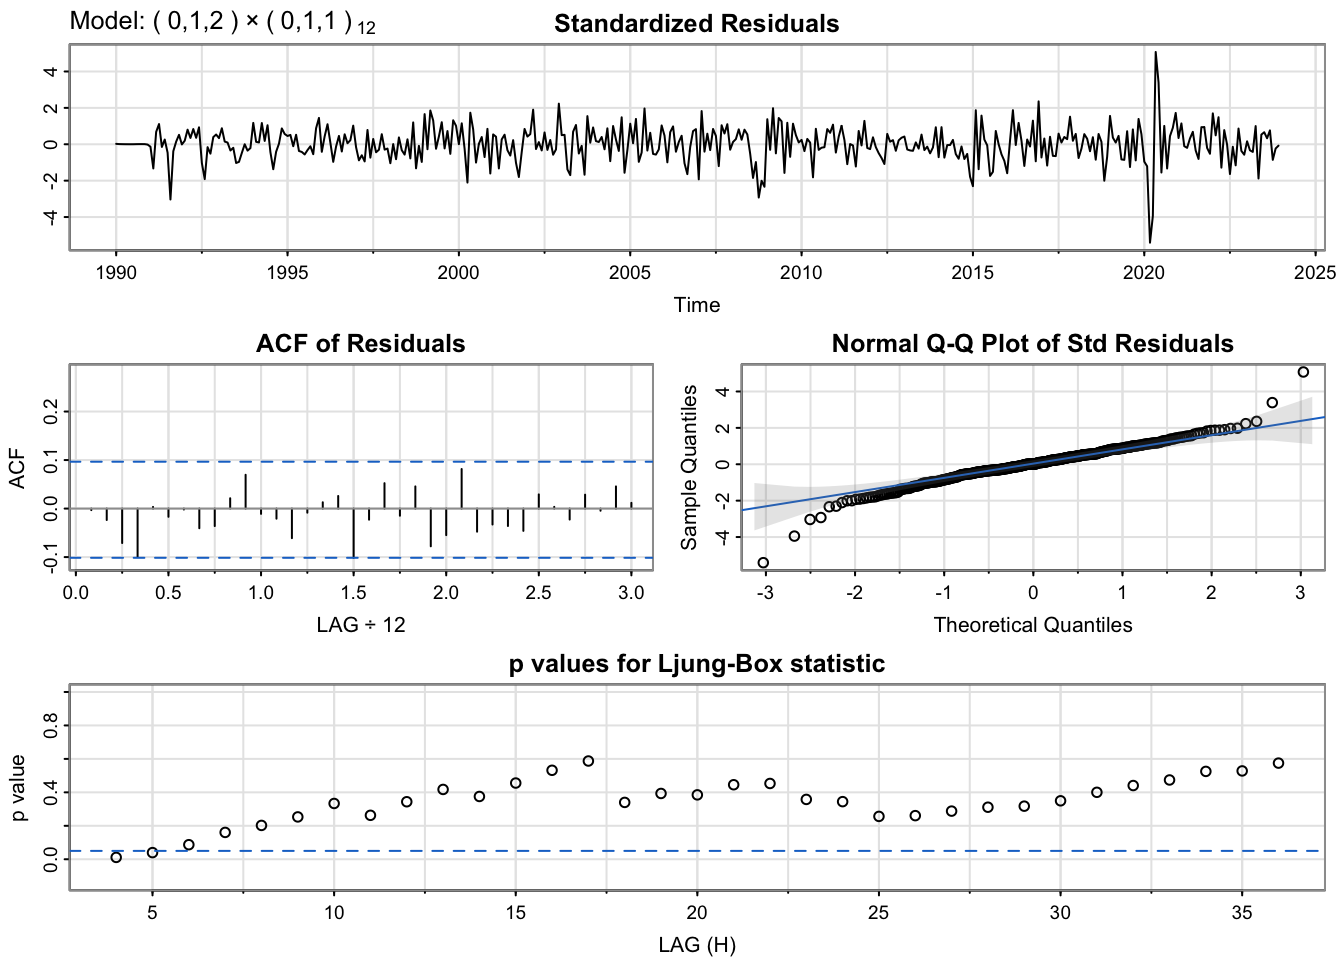 Model: ( 0,1,2 ) × ( 0,1,1 ) 12
Standardized Residuals
4
2
0
-2
-4
1990 1995 2000 2005 2010 2015 2020 2025
Time
ACF of Residuals
ACF
0.2
0.1
0.0
-0.1
0.0 0.5 1.0 1.5 2.0 2.5 3.0
LAG ÷ 12
Normal Q-Q Plot of Std Residuals
Sample Quantiles
4
2
0
-2
-4
-3 -2 -1 0 1 2 3
Theoretical Quantiles
p values for Ljung-Box statistic
p value
0.8
0.4
0.0
5 10 15 20 25 30 35
LAG (H)